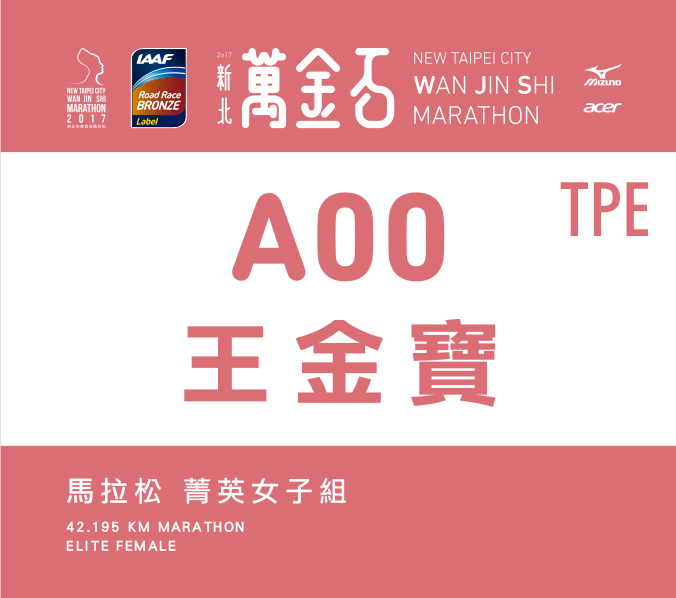 NEW TAIPEI CITY
WAN JIN SHI
MARATHON
2017
IAAF
Road Race
BRONZE
Label
2017
新北
萬金石
NEW TAIPEI CITY
WAN JIN SHI
MARATHON
MIZUNO
acer
TPE
A00
王金寶
馬拉松 菁英女子組
42.195 KM MARATHON
ELITE FEMALE